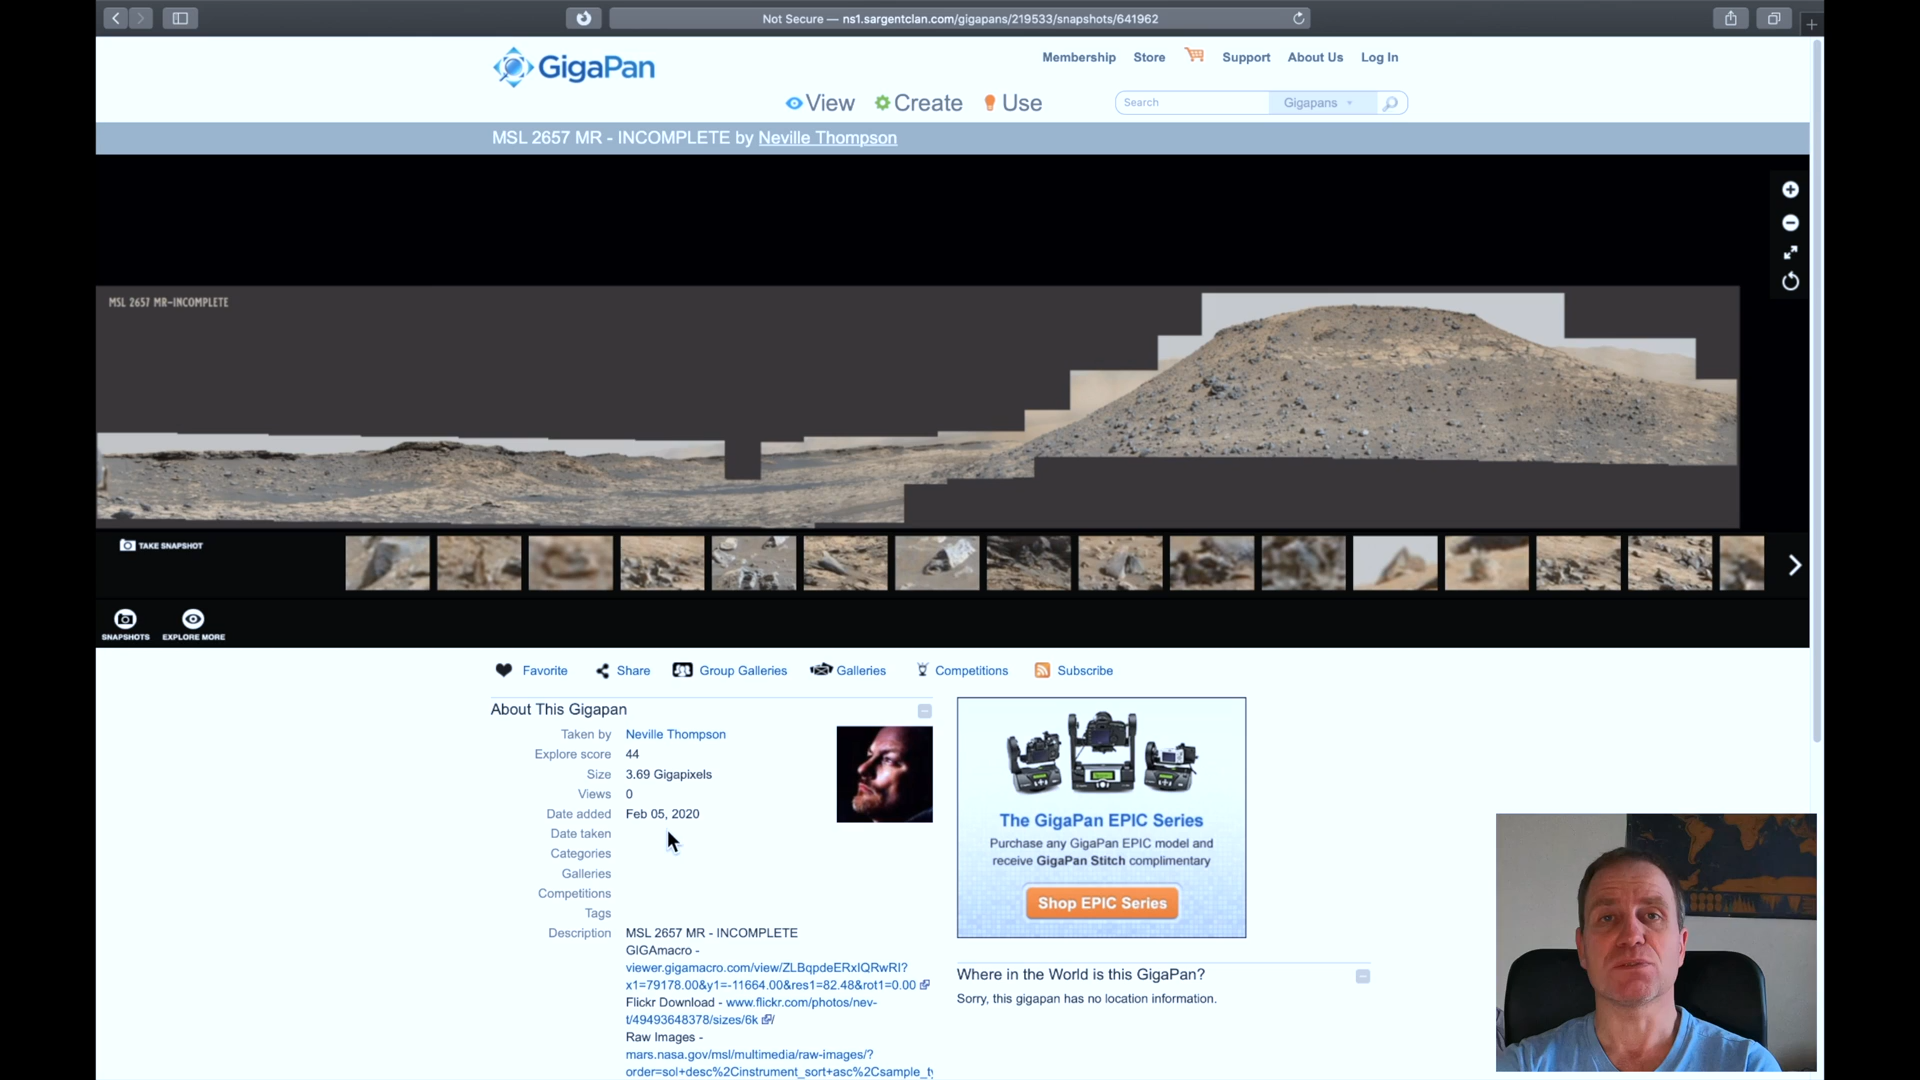 Not Secure — ns1.sargentclan.com/gigapans/219533/snapshots/641962
GigaPan
Membership Store Support About Us Log In
View Create Use
Search Gigapans
MSL 2657 MR - INCOMPLETE by Neville Thompson
MSL 2657 MR-INCOMPLETE
TAKE SNAPSHOT
SNAPSHOTS EXPLORE MORE
Favorite Share Group Galleries Galleries Competitions Subscribe
About This Gigapan
Taken by Neville Thompson
Explore score 44
Size 3.69 Gigapixels
Views 0
Date added Feb 05, 2020
Date taken
Categories
Galleries
Competitions
Tags
Description MSL 2657 MR - INCOMPLETE
GIGAmacro -
viewer.gigamacro.com/view/ZLBqpdeERxIQRwRI?
x1=79178.00&y1=-11664.00&res1=82.48&rot1=0.00
Flickr Download - www.flickr.com/photos/nev-
t/49493648378/sizes/6k /
Raw Images -
mars.nasa.gov/msl/multimedia/raw-images/?
order=sol+desc%2Cinstrument_sort+asc%2Csample_ty
The GigaPan EPIC Series
Purchase any GigaPan EPIC model and
receive GigaPan Stitch complimentary
Shop EPIC Series
Where in the World is this GigaPan?
Sorry, this gigapan has no location information.